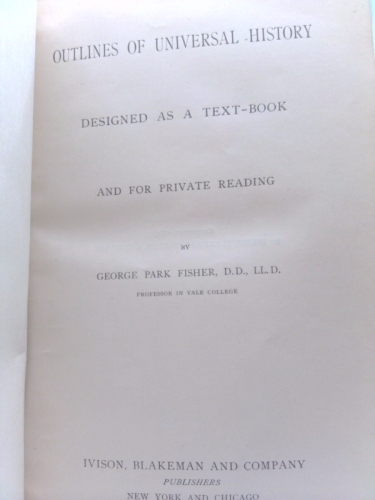 OUTLINES OF UNIVERSAL HISTORY
DESIGNED AS A TEXT-BOOK
AND FOR PRIVATE READING
BY
GEORGE PARK FISHER, D.D., LL.D.
PROFESSOR IN YALE COLLEGE
IVISON, BLAKEMAN AND COMPANY
PUBLISHERS
NEW YORK AND CHICAGO